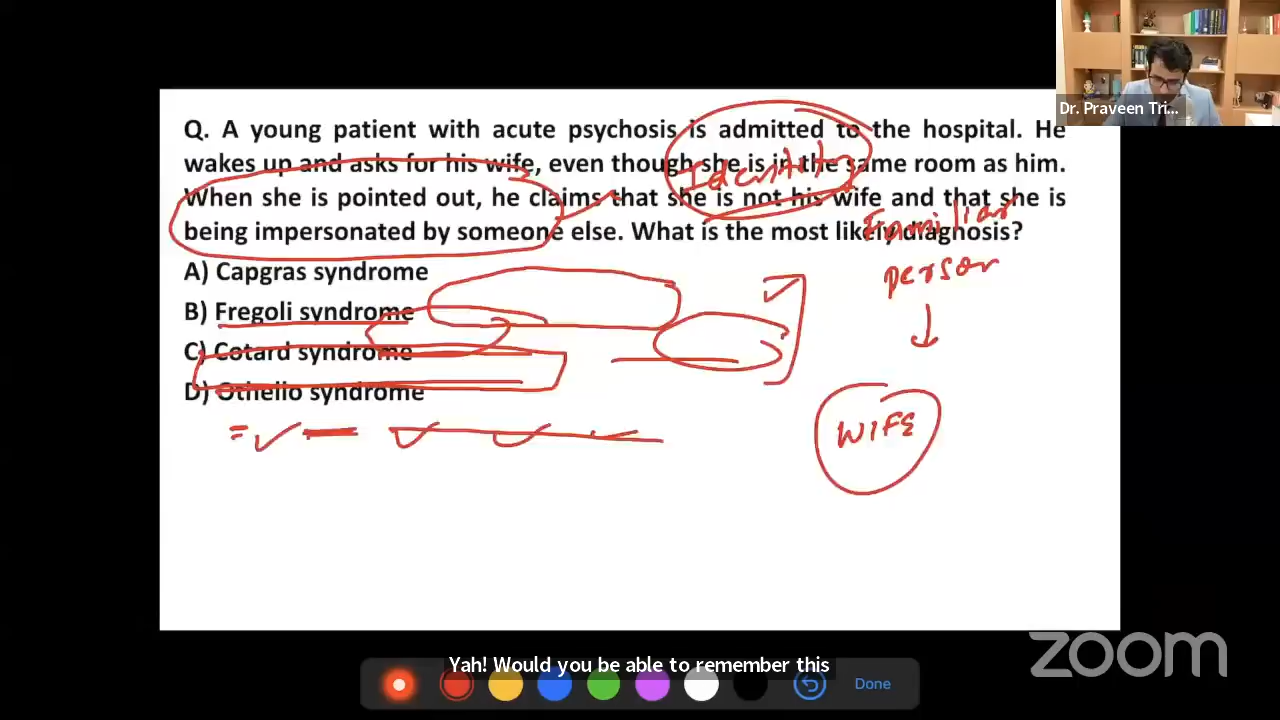 Dr. Praveen Tri...
Q. A young patient with acute psychosis is admitted to the hospital. He
wakes up and asks for his wife, even though she is in the same room as him.
When she is pointed out, he claims that she is not his wife and that she is
being impersonated by someone else. What is the most likely diagnosis?
A) Capgras syndrome
B) Fregoli syndrome
C) Cotard syndrome
D) Othello syndrome
Identity
Familiar
person
WIFE
zoom
Yah! Would you be able to remember this
Done